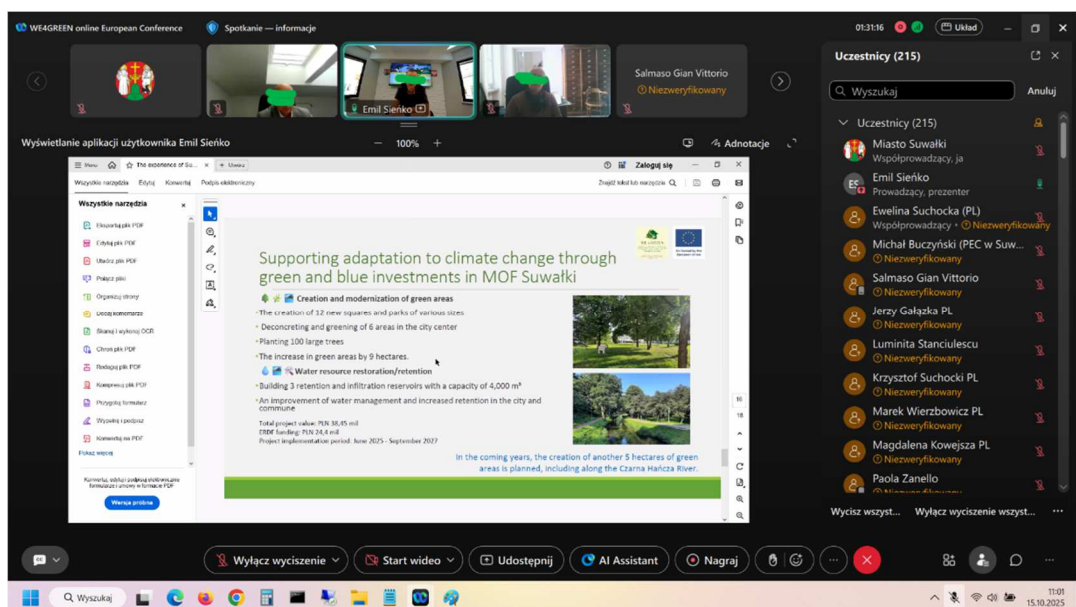 WE4GREEN online European Conference
Spotkanie — informacje
01:31:16
Układ
Emil Sieńko
Salmaso Gian Vittorio
Niezweryfikowany
Wyświetlanie aplikacji użytkownika Emil Sieńko
100%
Adnotacje
Menu
The experience of Su...
+ Utwórz
Zaloguj się
Wszystkie narzędzia
Edytuj
Konwertuj
Podpis elektroniczny
Znajdź tekst lub narzędzie
Wszystkie narzędzia
Eksportuj plik PDF
Edytuj plik PDF
Utwórz plik PDF
Połącz pliki
Organizuj strony
Dodaj komentarze
Skanuj i wykonaj OCR
Chroń plik PDF
Redaguj plik PDF
Kompresuj plik PDF
Przygotuj formularz
Wypełnij i podpisz
Konwertuj na PDF
Pokaż więcej
Konwertuj, edytuj i podpisuj elektronicznie
formularze i umowy w formacie PDF
Wersja próbna
Supporting adaptation to climate change through
green and blue investments in MOF Suwałki
Creation and modernization of green areas
•The creation of 12 new squares and parks of various sizes
• Deconcreting and greening of 6 areas in the city center
•Planting 100 large trees
•The increase in green areas by 9 hectares.
Water resource restoration/retention
•Building 3 retention and infiltration reservoirs with a capacity of 4,000 m³
•An improvement of water management and increased retention in the city and
commune
Total project value: PLN 38,45 mil
ERDF funding: PLN 24,4 mil
Project implementation period: June 2025 - September 2027
In the coming years, the creation of another 5 hectares of green
areas is planned, including along the Czarna Hańcza River.
16
18
Uczestnicy (215)
Wyszukaj
Anuluj
Uczestnicy (215)
Miasto Suwałki
Współprowadzący, ja
ES
Emil Sieńko
Prowadzący, prezenter
Ewelina Suchocka (PL)
Współprowadzący • Niezweryfikowany
Michał Buczyński (PEC w Suw...
Niezweryfikowany
Salmaso Gian Vittorio
Niezweryfikowany
Jerzy Gałązka PL
Niezweryfikowany
Luminita Stanciulescu
Niezweryfikowany
Krzysztof Suchocki PL
Niezweryfikowany
Marek Wierzbowicz PL
Niezweryfikowany
Magdalena Kowejsza PL
Niezweryfikowany
Paola Zanello
Niezweryfikowany
Wycisz wszyst...
Wyłącz wyciszenie wszyst...
Wyłącz wyciszenie
Start wideo
Udostępnij
AI Assistant
Nagraj
Wyszukaj
11:01
15.10.2025